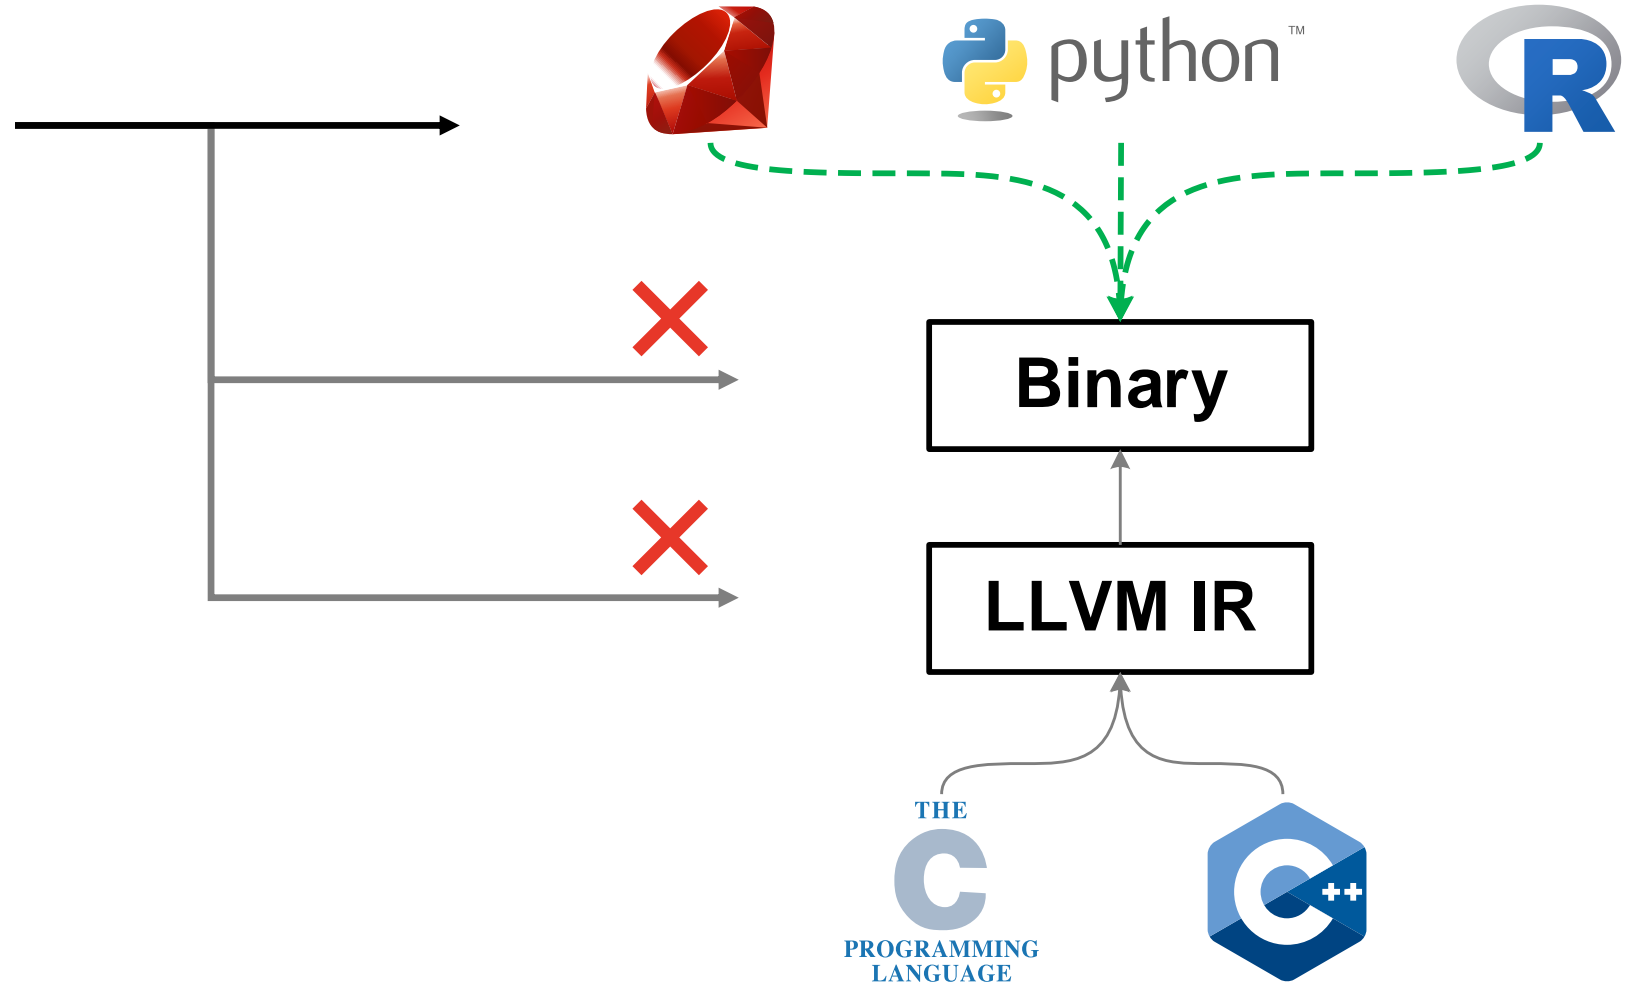 python™
R
Binary
LLVM IR
THE
C
PROGRAMMING
LANGUAGE
C++